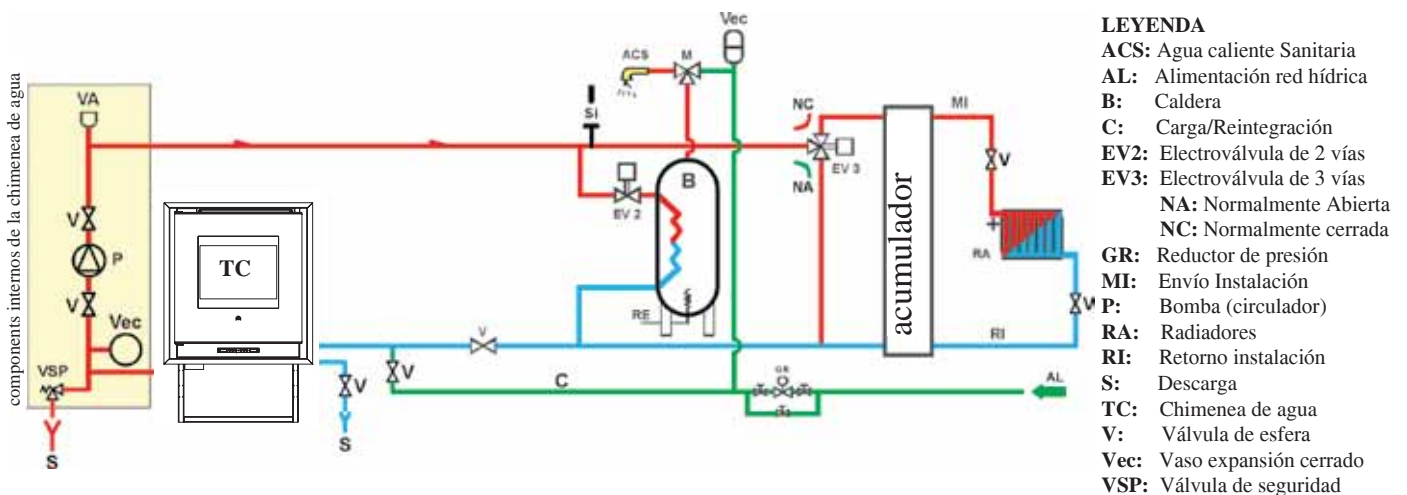 components internos de la chimenea de agua
VA
V
P
V
Vec
VSP
S
TC
V
S
V
V
C
Si
EV 2
ACS
M
Vec
B
RE
NC
NA
EV 3
GR
AL
acumulador
MI
V
RA
V
RI
LEYENDA
ACS: Agua caliente Sanitaria
AL: Alimentación red hídrica
B: Caldera
C: Carga/Reintegración
EV2: Electroválvula de 2 vías
EV3: Electroválvula de 3 vías
NA: Normalmente Abierta
NC: Normalmente cerrada
GR: Reductor de presión
MI: Envío Instalación
P: Bomba (circulador)
RA: Radiadores
RI: Retorno instalación
S: Descarga
TC: Chimenea de agua
V: Válvula de esfera
Vec: Vaso expansión cerrado
VSP: Válvula de seguridad